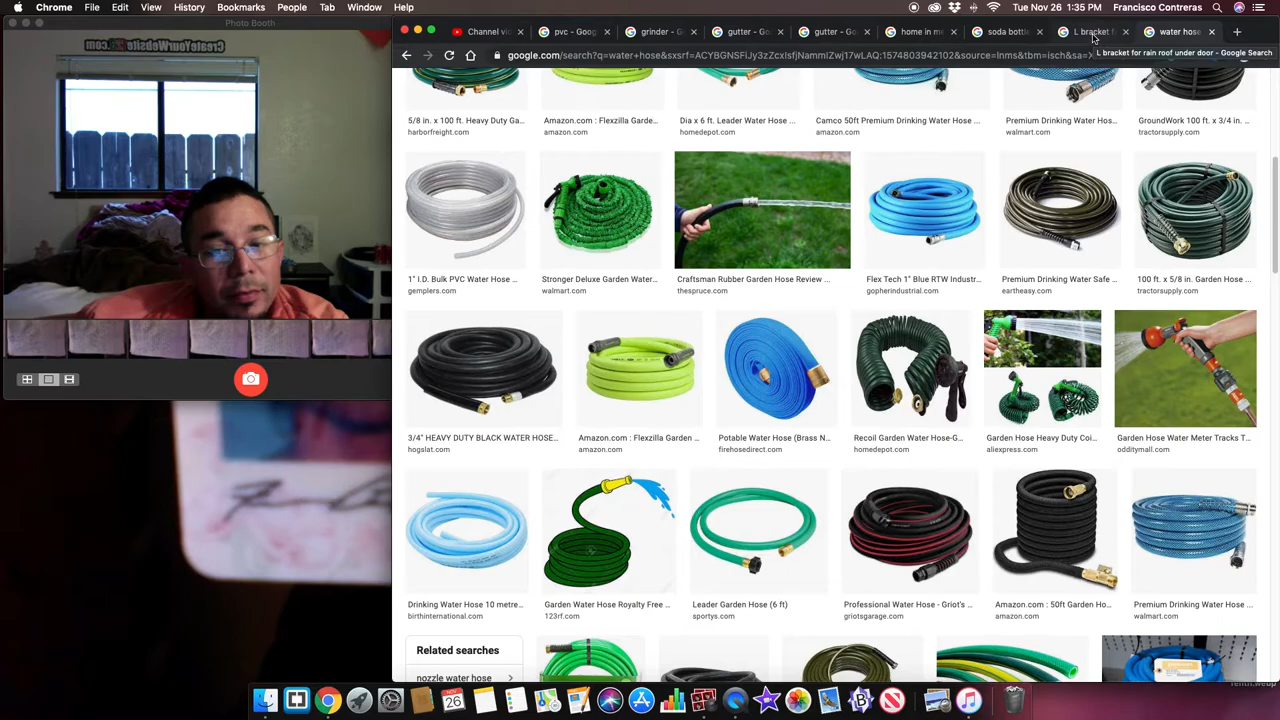 Chrome File Edit View History Bookmarks People Tab Window Help
Tue Nov 26 1:35 PM Francisco Contreras
Photo Booth
Channel vi
pvc - Goog
grinder - G
gutter - Go
gutter - Go
home in me
soda bottle
L bracket f
water hose
google.com/search?q=water+hose&sxsrf=
L bracket for rain roof under door - Google Search
5/8 in. x 100 ft. Heavy Duty Ga...
harborfreight.com
Amazon.com : Flexzilla Garde...
amazon.com
Dia x 6 ft. Leader Water Hose ...
homedepot.com
Camco 50ft Premium Drinking Water Hose ...
amazon.com
Premium Drinking Water Hos...
walmart.com
GroundWork 100 ft. x 3/4 in. ...
tractorsupply.com
1" I.D. Bulk PVC Water Hose ...
gemplers.com
Stronger Deluxe Garden Water...
walmart.com
Craftsman Rubber Garden Hose Review ...
thespruce.com
Flex Tech 1" Blue RTW Industr...
gopherindustrial.com
Premium Drinking Water Safe ...
eartheasy.com
100 ft. x 5/8 in. Garden Hose ...
tractorsupply.com
3/4" HEAVY DUTY BLACK WATER HOSE...
hogslat.com
Amazon.com : Flexzilla Garden ...
amazon.com
Potable Water Hose (Brass N...
firehosedirect.com
Recoil Garden Water Hose-G...
homedepot.com
Garden Hose Heavy Duty Coi...
aliexpress.com
Garden Hose Water Meter Tracks T...
odditymall.com
Drinking Water Hose 10 metre...
birthinternational.com
Garden Water Hose Royalty Free ...
123rf.com
Leader Garden Hose (6 ft)
sportys.com
Professional Water Hose - Griot's ...
griotsgarage.com
Amazon.com : 50ft Garden Ho...
amazon.com
Premium Drinking Water Hose ...
walmart.com
Related searches
nozzle water hose
CreateYourWebsite
NOV
26